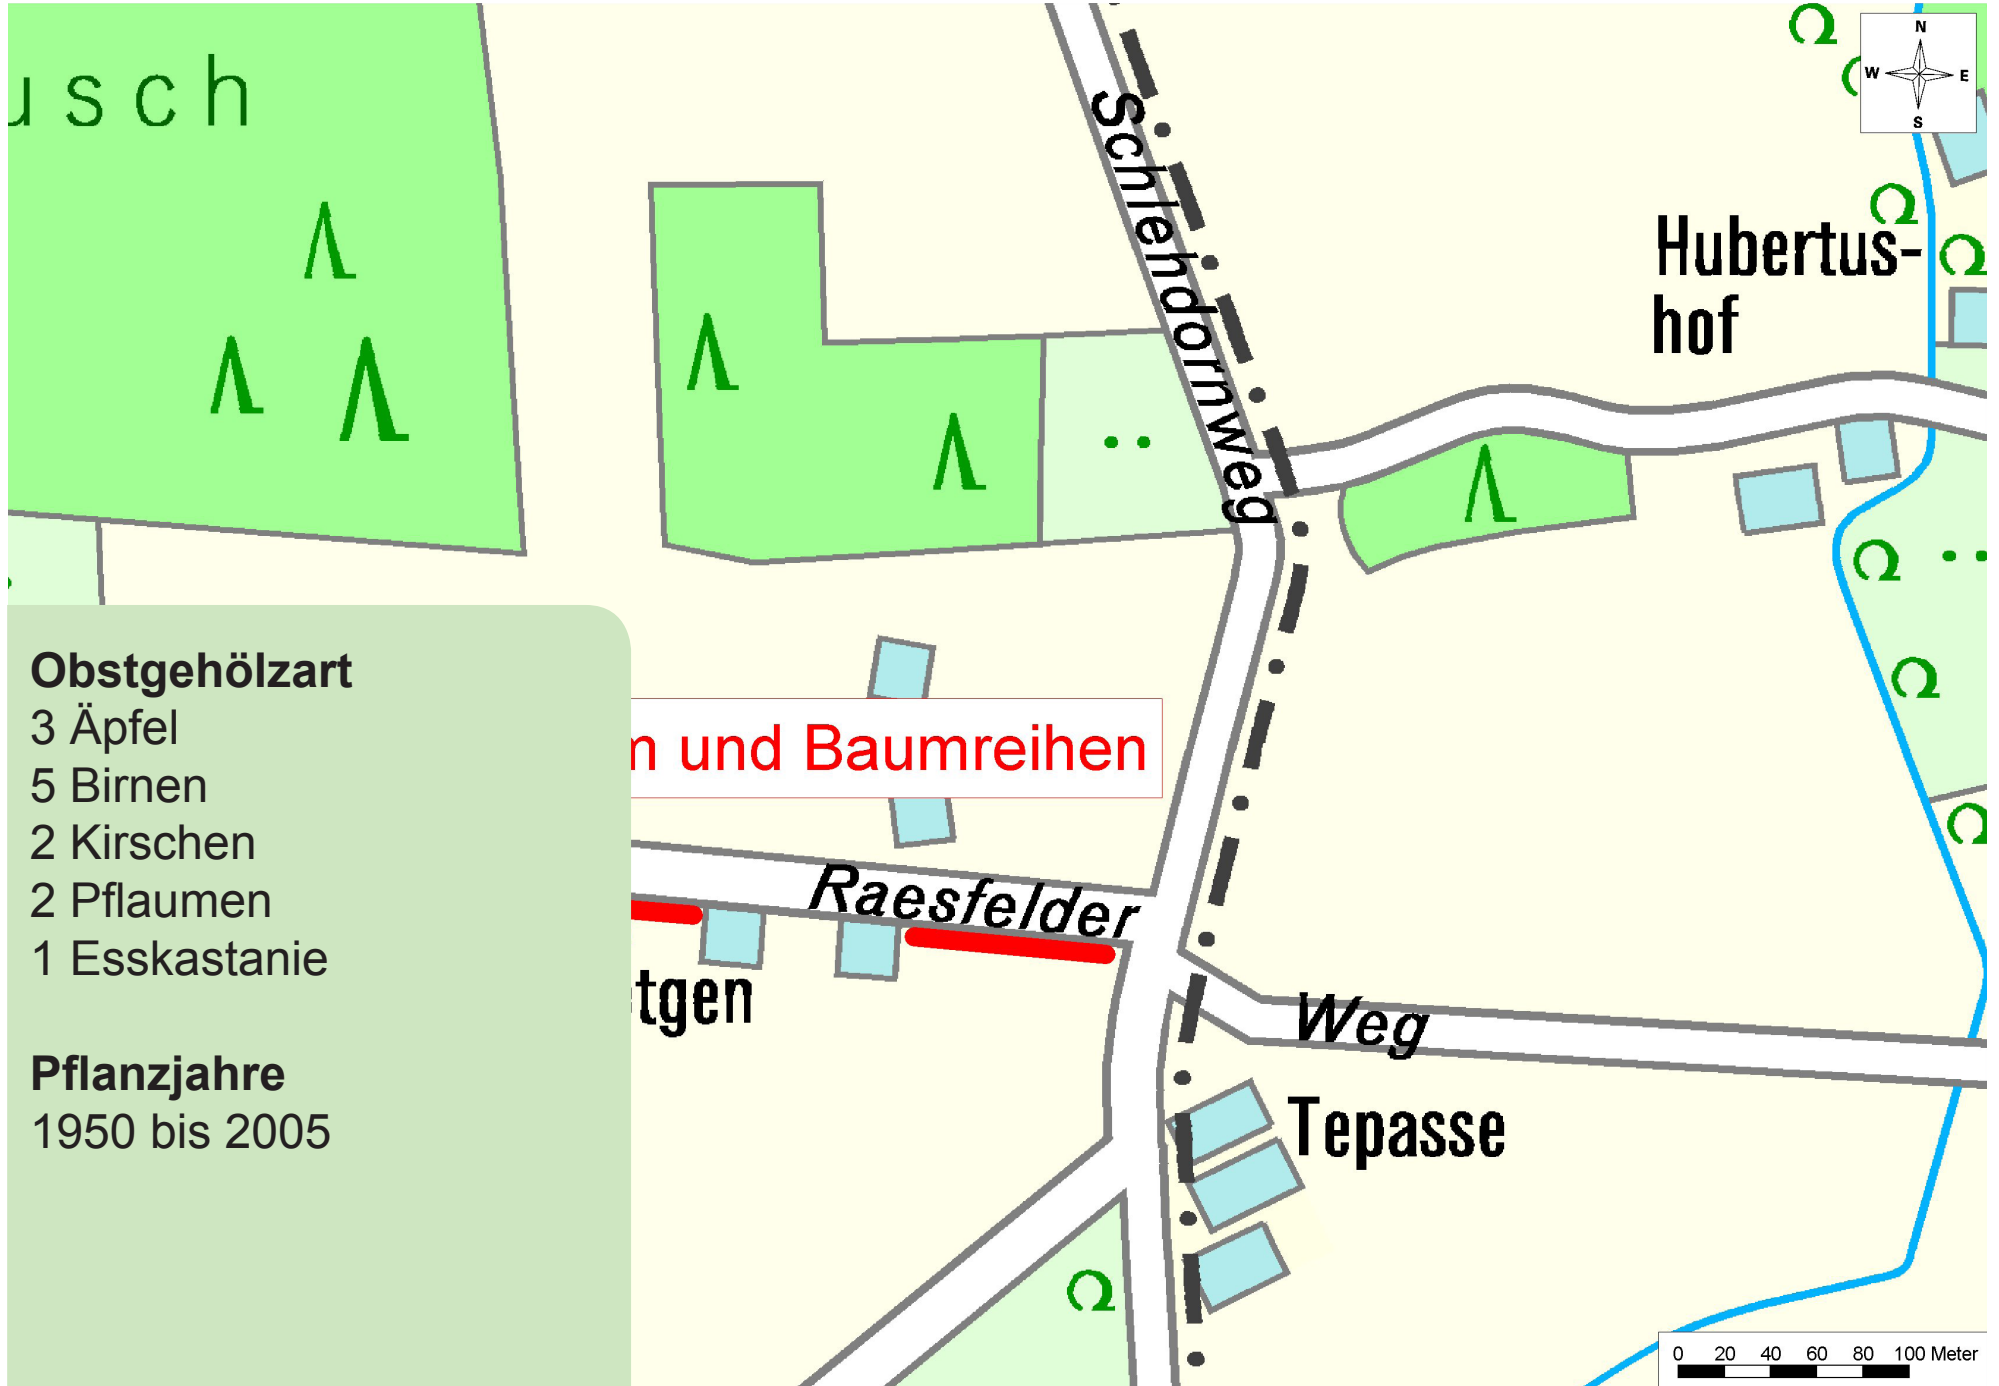 usch
N
W E
S
Schlehdornweg
Hubertus-
hof
Obstgehölzart
3 Äpfel
5 Birnen
2 Kirschen
2 Pflaumen
1 Esskastanie
Pflanzjahre
1950 bis 2005
n und Baumreihen
Raesfelder
tgen
Weg
Tepasse
0 20 40 60 80 100 Meter